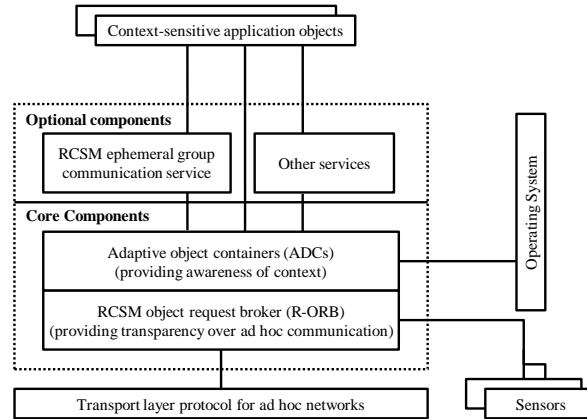 Context-sensitive application objects
Optional components
RCSM ephemeral group
communication service
Other services
Core Components
Adaptive object containers (ADCs)
(providing awareness of context)
RCSM object request broker (R-ORB)
(providing transparency over ad hoc communication)
Transport layer protocol for ad hoc networks
Operating System
Sensors